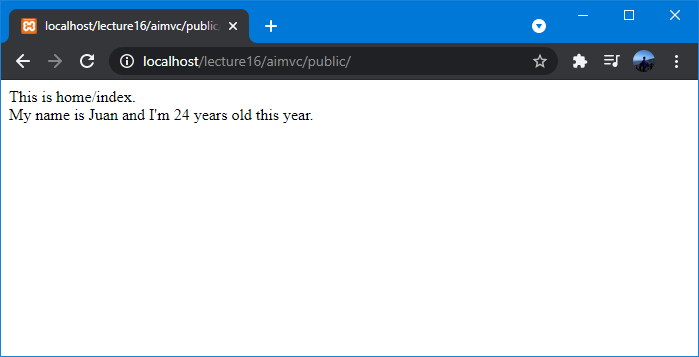 localhost/lecture16/aimvc/public
localhost/lecture16/aimvc/public/
This is home/index.
My name is Juan and I'm 24 years old this year.